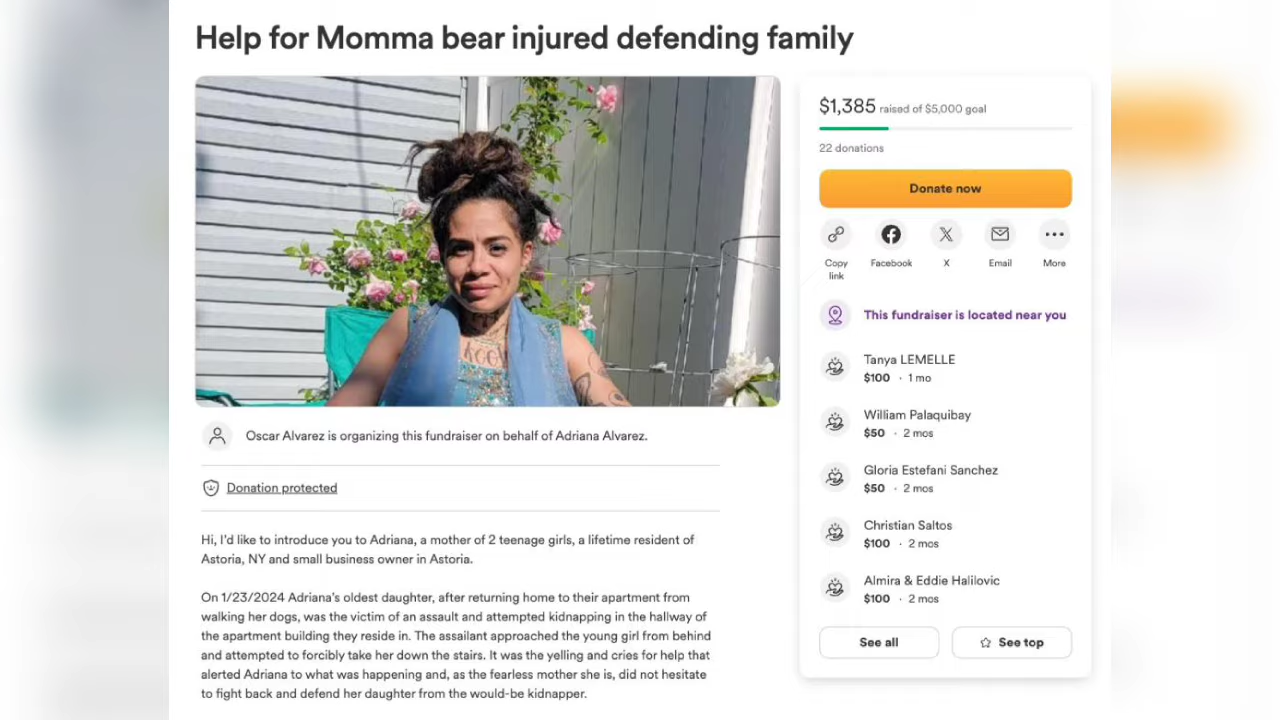 Help for Momma bear injured defending family
$1,385 raised of $5,000 goal
22 donations
Donate now
Copy link
Facebook
X
Email
More
This fundraiser is located near you
Tanya LEMELLE
$100 · 1 mo
William Palaquibay
$50 · 2 mos
Gloria Estefani Sanchez
$50 · 2 mos
Christian Saltos
$100 · 2 mos
Almira & Eddie Halilovic
$100 · 2 mos
See all
See top
Oscar Alvarez is organizing this fundraiser on behalf of Adriana Alvarez.
Donation protected
Hi, I'd like to introduce you to Adriana, a mother of 2 teenage girls, a lifetime resident of
Astoria, NY and small business owner in Astoria.
On 1/23/2024 Adriana's oldest daughter, after returning home to their apartment from
walking her dogs, was the victim of an assault and attempted kidnapping in the hallway of
the apartment building they reside in. The assailant approached the young girl from behind
and attempted to forcibly take her down the stairs. It was the yelling and cries for help that
alerted Adriana to what was happening and, as the fearless mother she is, did not hesitate
to fight back and defend her daughter from the would-be kidnapper.